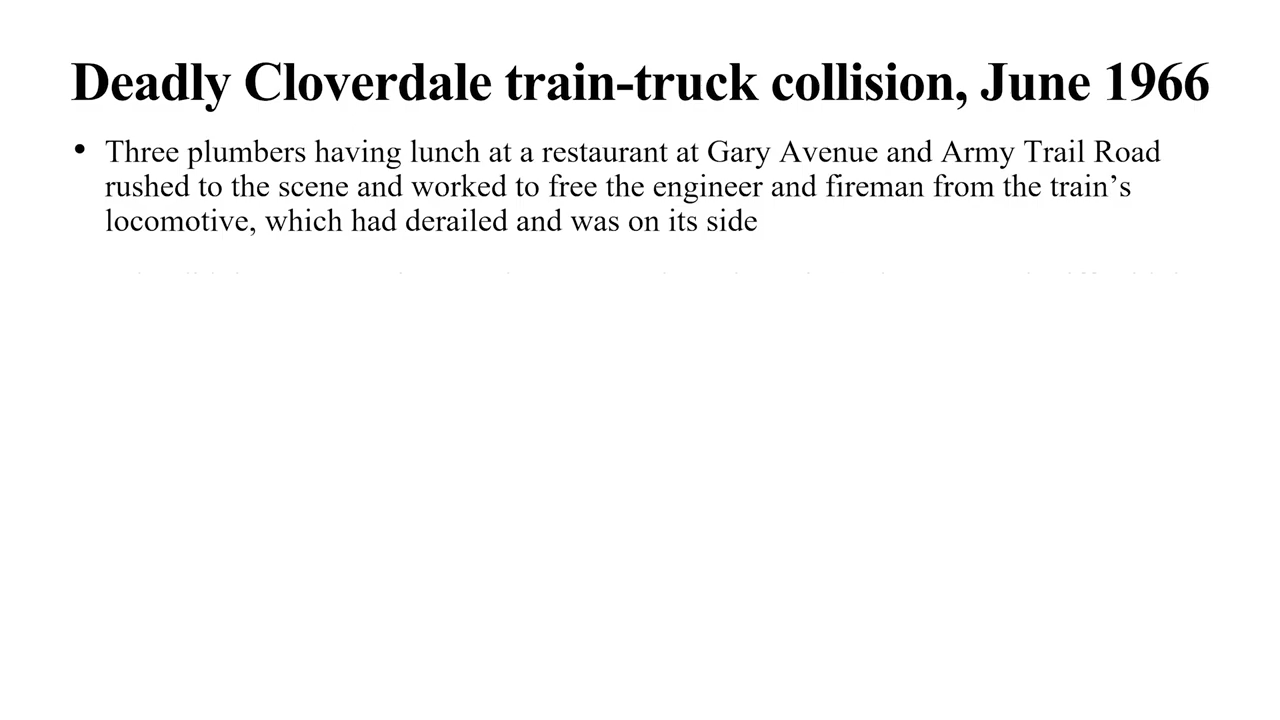 Deadly Cloverdale train-truck collision, June 1966
• Three plumbers having lunch at a restaurant at Gary Avenue and Army Trail Road
rushed to the scene and worked to free the engineer and fireman from the train’s
locomotive, which had derailed and was on its side